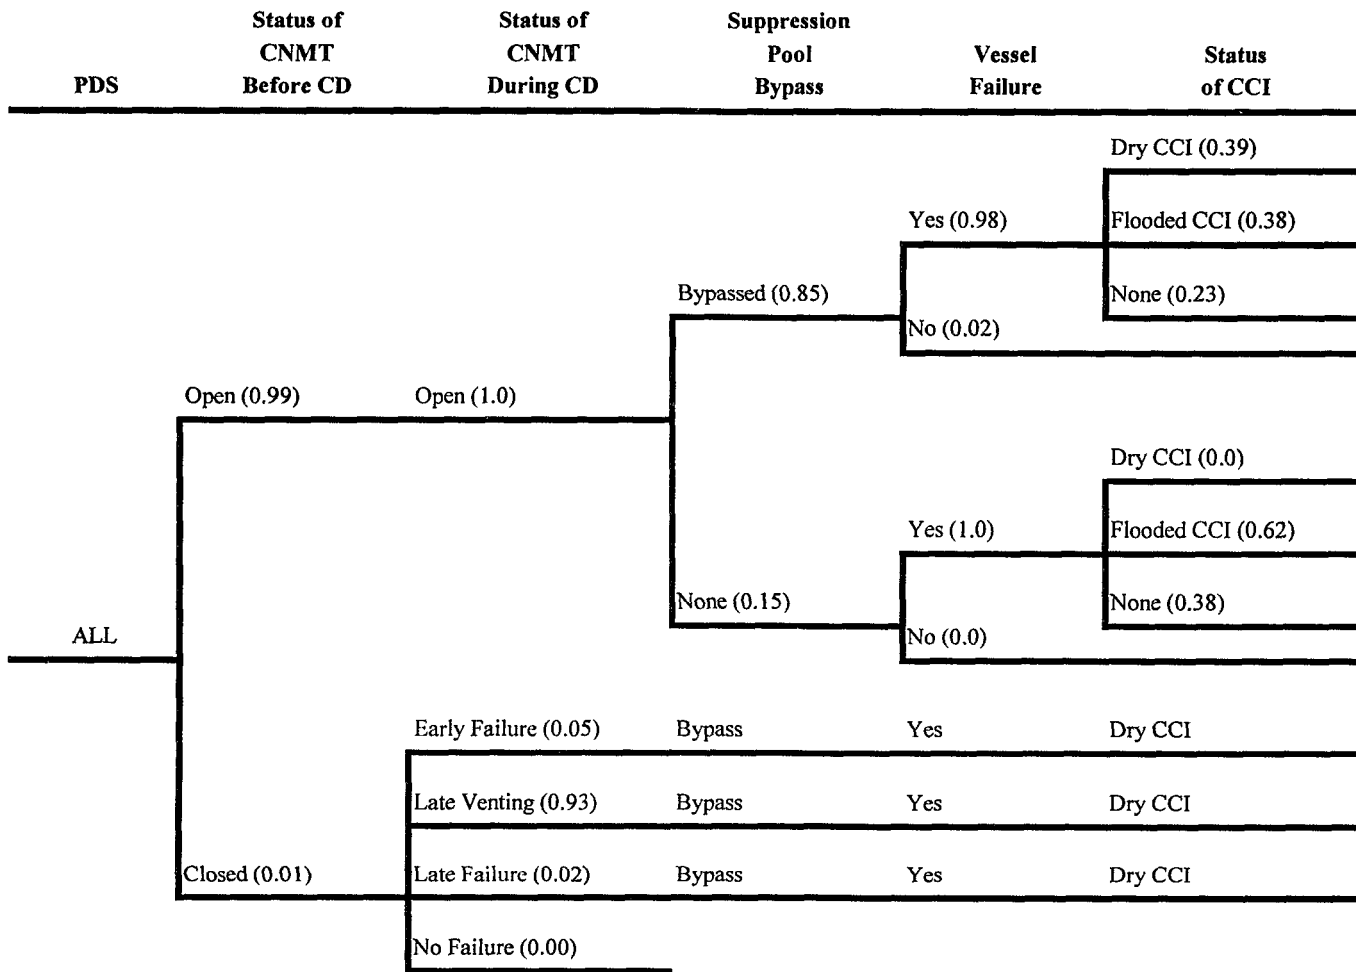 Status of
CNMT
Before CD
Status of
CNMT
During CD
Suppression
Pool
Bypass
Vessel
Failure
Status
of CCI
PDS
Dry CCI (0.39)
Yes (0.98)
Flooded CCI (0.38)
Bypassed (0.85)
None (0.23)
No (0.02)
Open (0.99)
Open (1.0)
Dry CCI (0.0)
Yes (1.0)
Flooded CCI (0.62)
None (0.15)
None (0.38)
ALL
No (0.0)
Early Failure (0.05)
Bypass
Yes
Dry CCI
Late Venting (0.93)
Bypass
Yes
Dry CCI
Closed (0.01)
Late Failure (0.02)
Bypass
Yes
Dry CCI
No Failure (0.00)